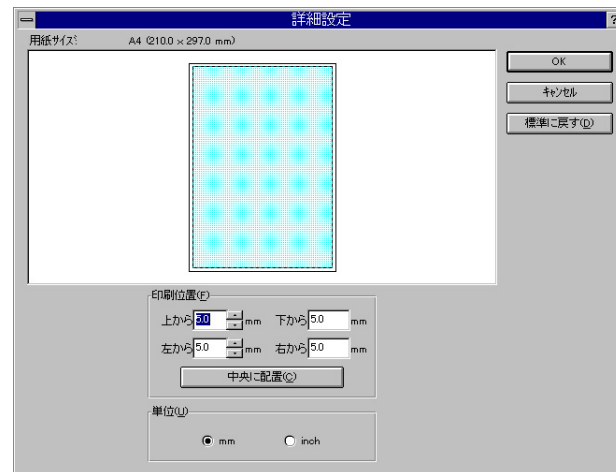 詳細設定 ?
用紙サイズ: A4 (210.0 × 297.0 mm)
OK
キャンセル
標準に戻す(D)
印刷位置(F)
上から 5.0 mm 下から 5.0 mm
左から 5.0 mm 右から 5.0 mm
中央に配置(C)
単位(U)
mm inch